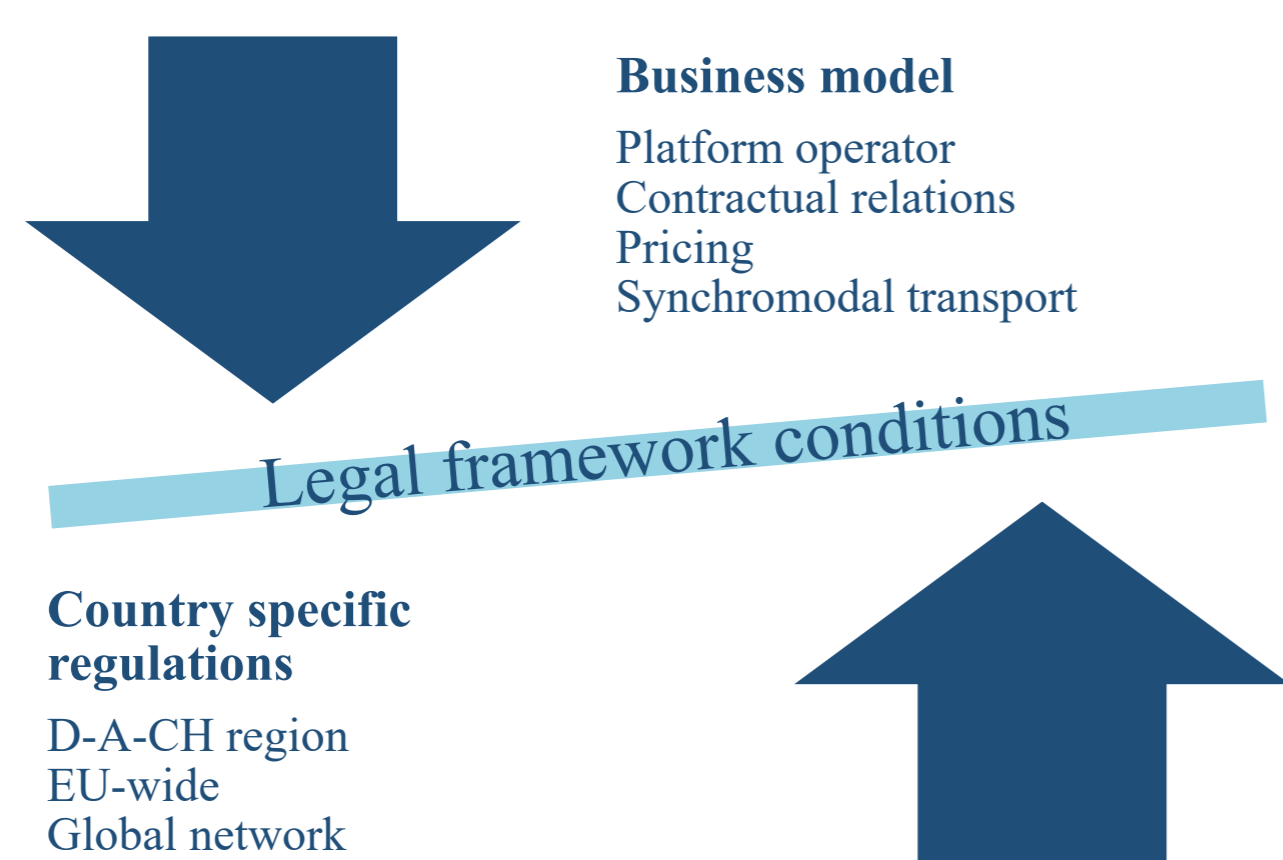 Business model
Platform operator
Contractual relations
Pricing
Synchromodal transport
Legal framework conditions
Country specific
regulations
D-A-CH region
EU-wide
Global network